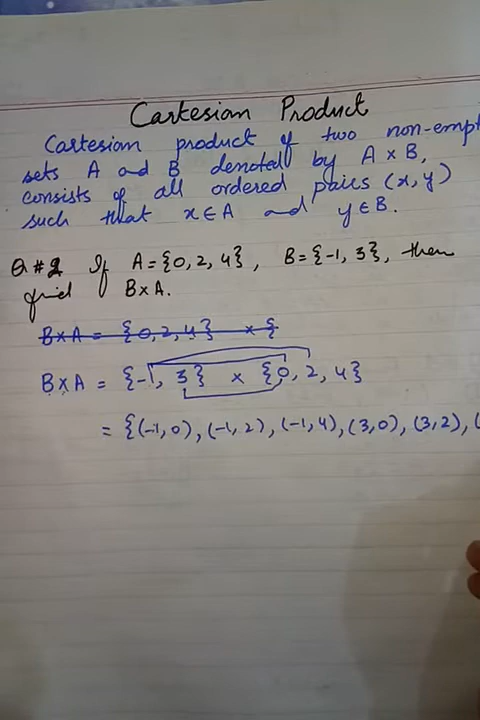 Cartesian Product
Cartesian product of two non-empt
sets A and B denoted by A × B,
consists of all ordered pairs (x, y)
such that x ∈ A and y ∈ B.
Q#2 If A = {0, 2, 4}, B = {-1, 3}, then
find B×A.
B×A = {0, 2, 4} × {
B×A = {-1, 3} × {0, 2, 4}
= {(-1, 0), (-1, 2), (-1, 4), (3, 0), (3, 2), (